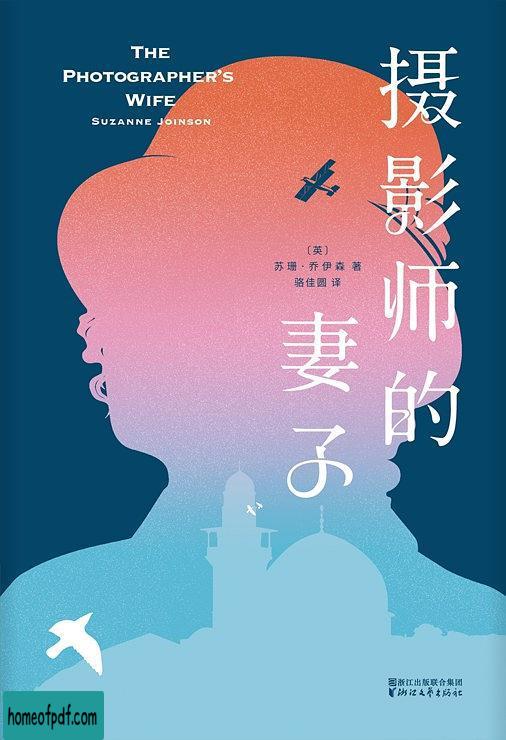 THE
PHOTOGRAPHER'S
WIFE
SUZANNE JOINSON
摄影师的
妻子
〔英〕
苏珊·乔伊森 著
骆佳圆 译
浙江出版联合集团
浙江文艺出版社
homeofpdf.com